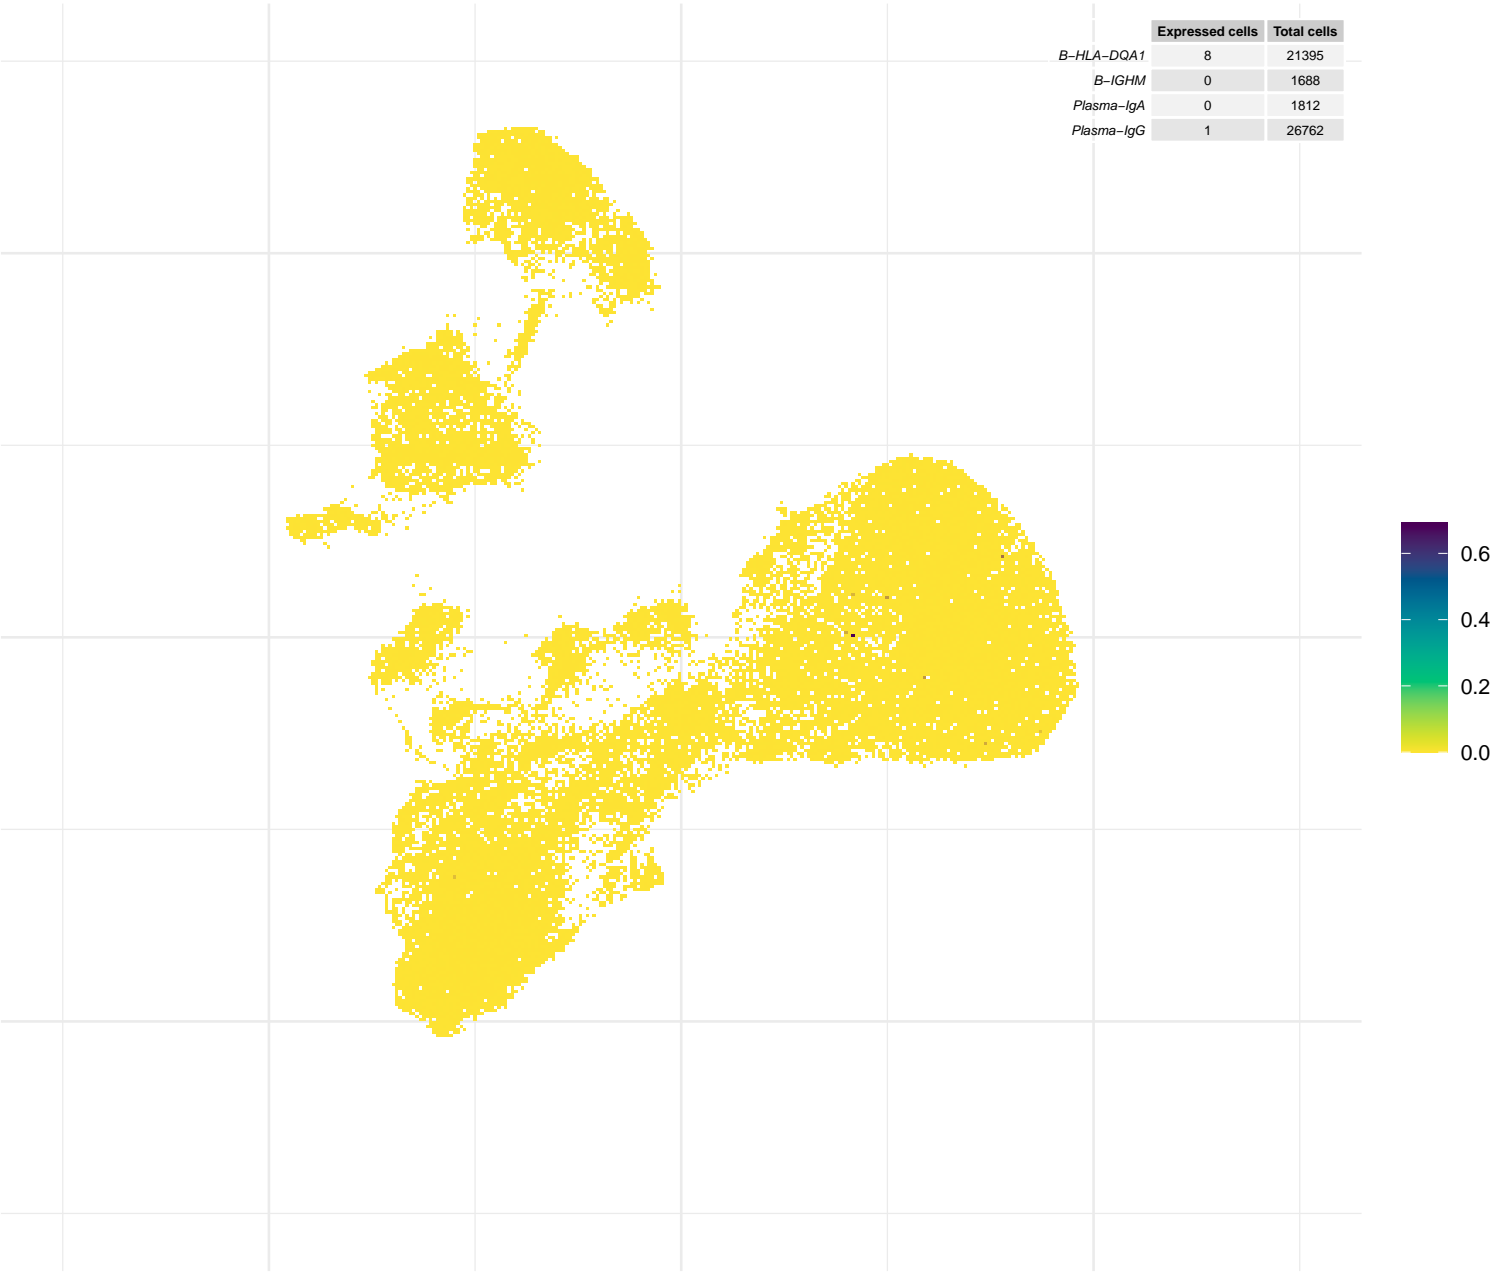 Expressed cells Total cells
B−HLA−DQA1 8 21395
B−IGHM 0 1688
Plasma−IgA 0 1812
Plasma−IgG 1 26762
0.6
0.4
0.2
0.0